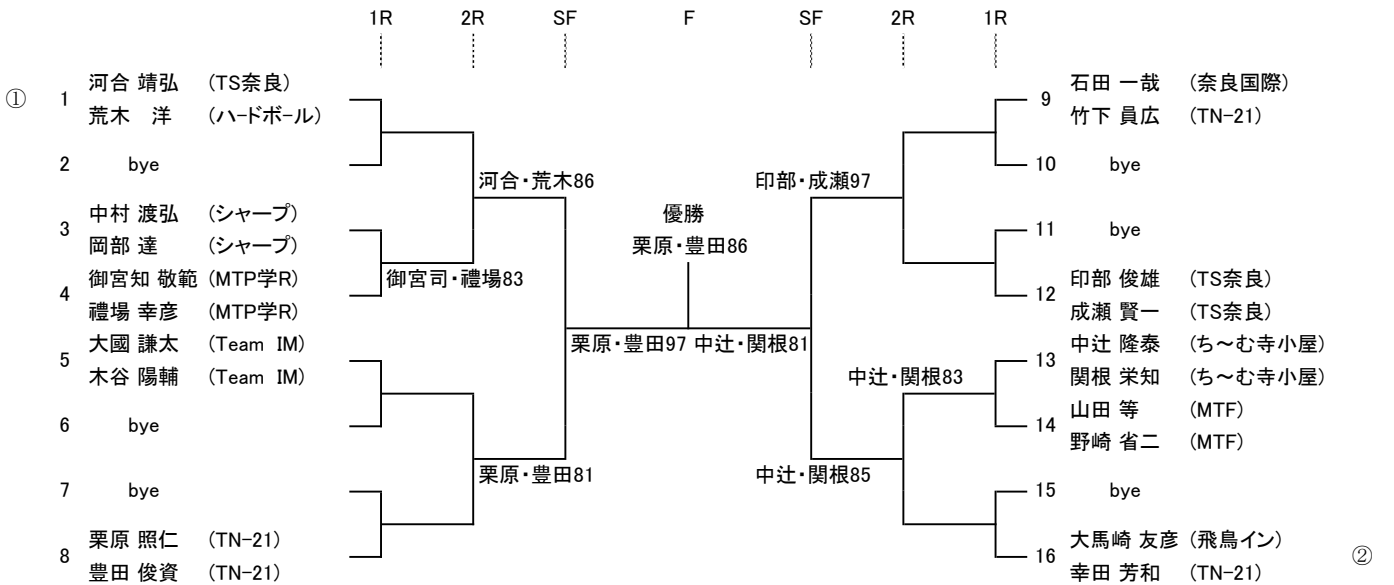 1R 2R SF F SF 2R 1R
① 1 河合 靖弘 (TS奈良)
荒木　洋 (ハードボール)
2 bye
3 中村 渡弘 (シャープ)
岡部 達 (シャープ)
4 御宮知 敬範 (MTP学R)
禮場 幸彦 (MTP学R)
5 大國 謙太 (Team IM)
木谷 陽輔 (Team IM)
6 bye
7 bye
8 栗原 照仁 (TN-21)
豊田 俊資 (TN-21)
河合・荒木86
御宮司・禮場83
栗原・豊田81
栗原・豊田97
優勝
栗原・豊田86
中辻・関根81
印部・成瀬97
中辻・関根83
中辻・関根85
9 石田 一哉 (奈良国際)
竹下 員広 (TN-21)
10 bye
11 bye
12 印部 俊雄 (TS奈良)
成瀬 賢一 (TS奈良)
13 中辻 隆泰 (ち～む寺小屋)
関根 栄知 (ち～む寺小屋)
14 山田 等 (MTF)
野崎 省二 (MTF)
15 bye
16 大馬崎 友彦 (飛鳥イン)
幸田 芳和 (TN-21)
②